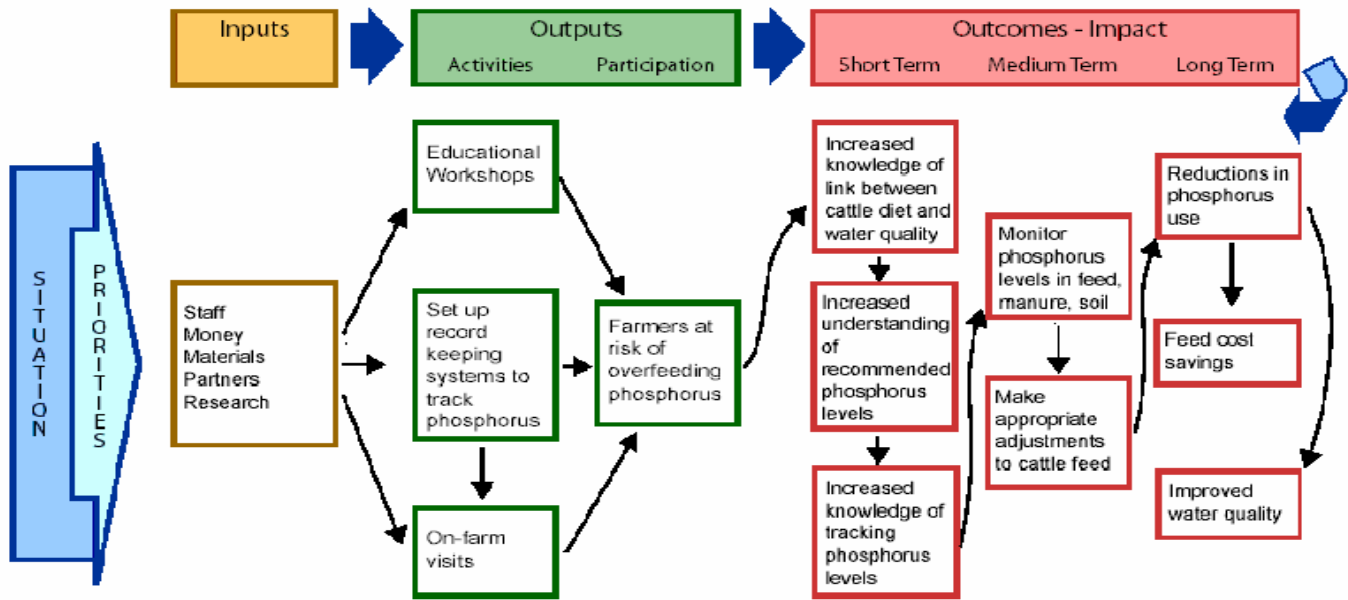 Inputs
Outputs
Activities
Participation
Outcomes - Impact
Short Term
Medium Term
Long Term
SITUATION
PRIORITIES
Staff
Money
Materials
Partners
Research
Educational
Workshops
Set up
record
keeping
systems to
track
phosphorus
On-farm
visits
Farmers at
risk of
overfeeding
phosphorus
Increased
knowledge of
link between
cattle diet and
water quality
Increased
understanding
of
recommended
phosphorus
levels
Increased
knowledge of
tracking
phosphorus
levels
Monitor
phosphorus
levels in feed,
manure, soil
Make
appropriate
adjustments
to cattle feed
Reductions in
phosphorus
use
Feed cost
savings
Improved
water quality